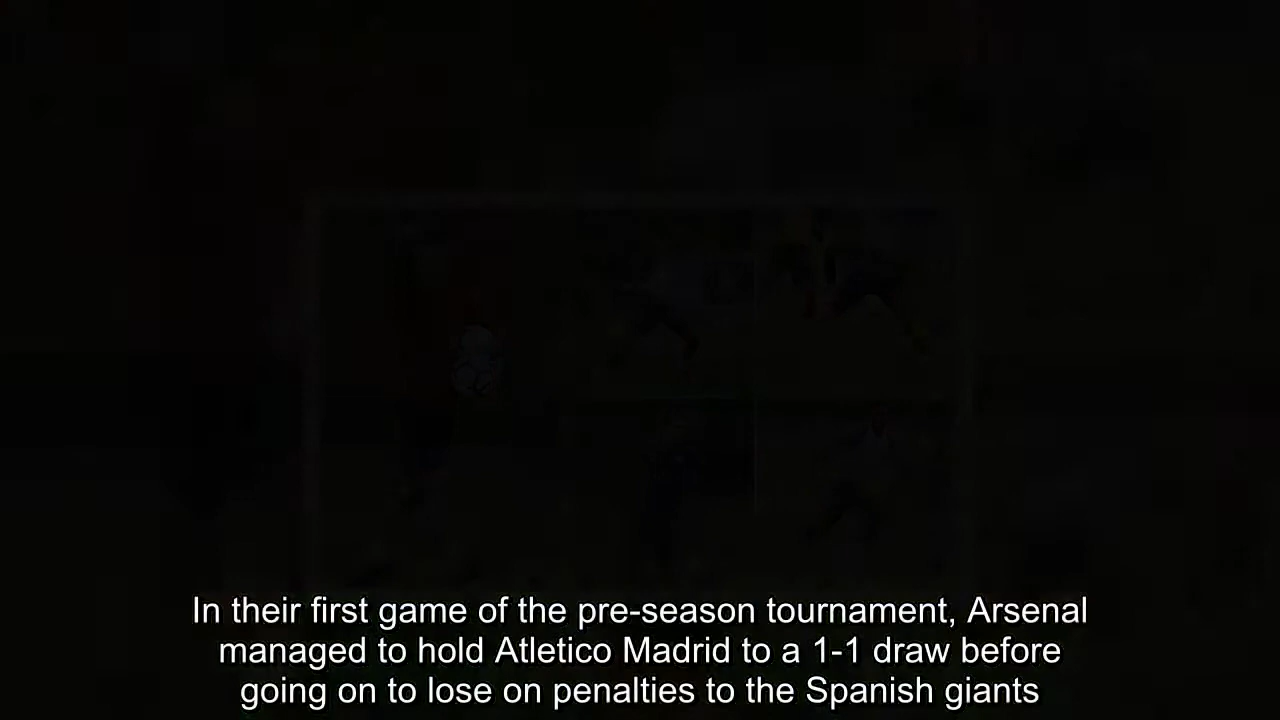 In their first game of the pre-season tournament, Arsenal
managed to hold Atletico Madrid to a 1-1 draw before
going on to lose on penalties to the Spanish giants